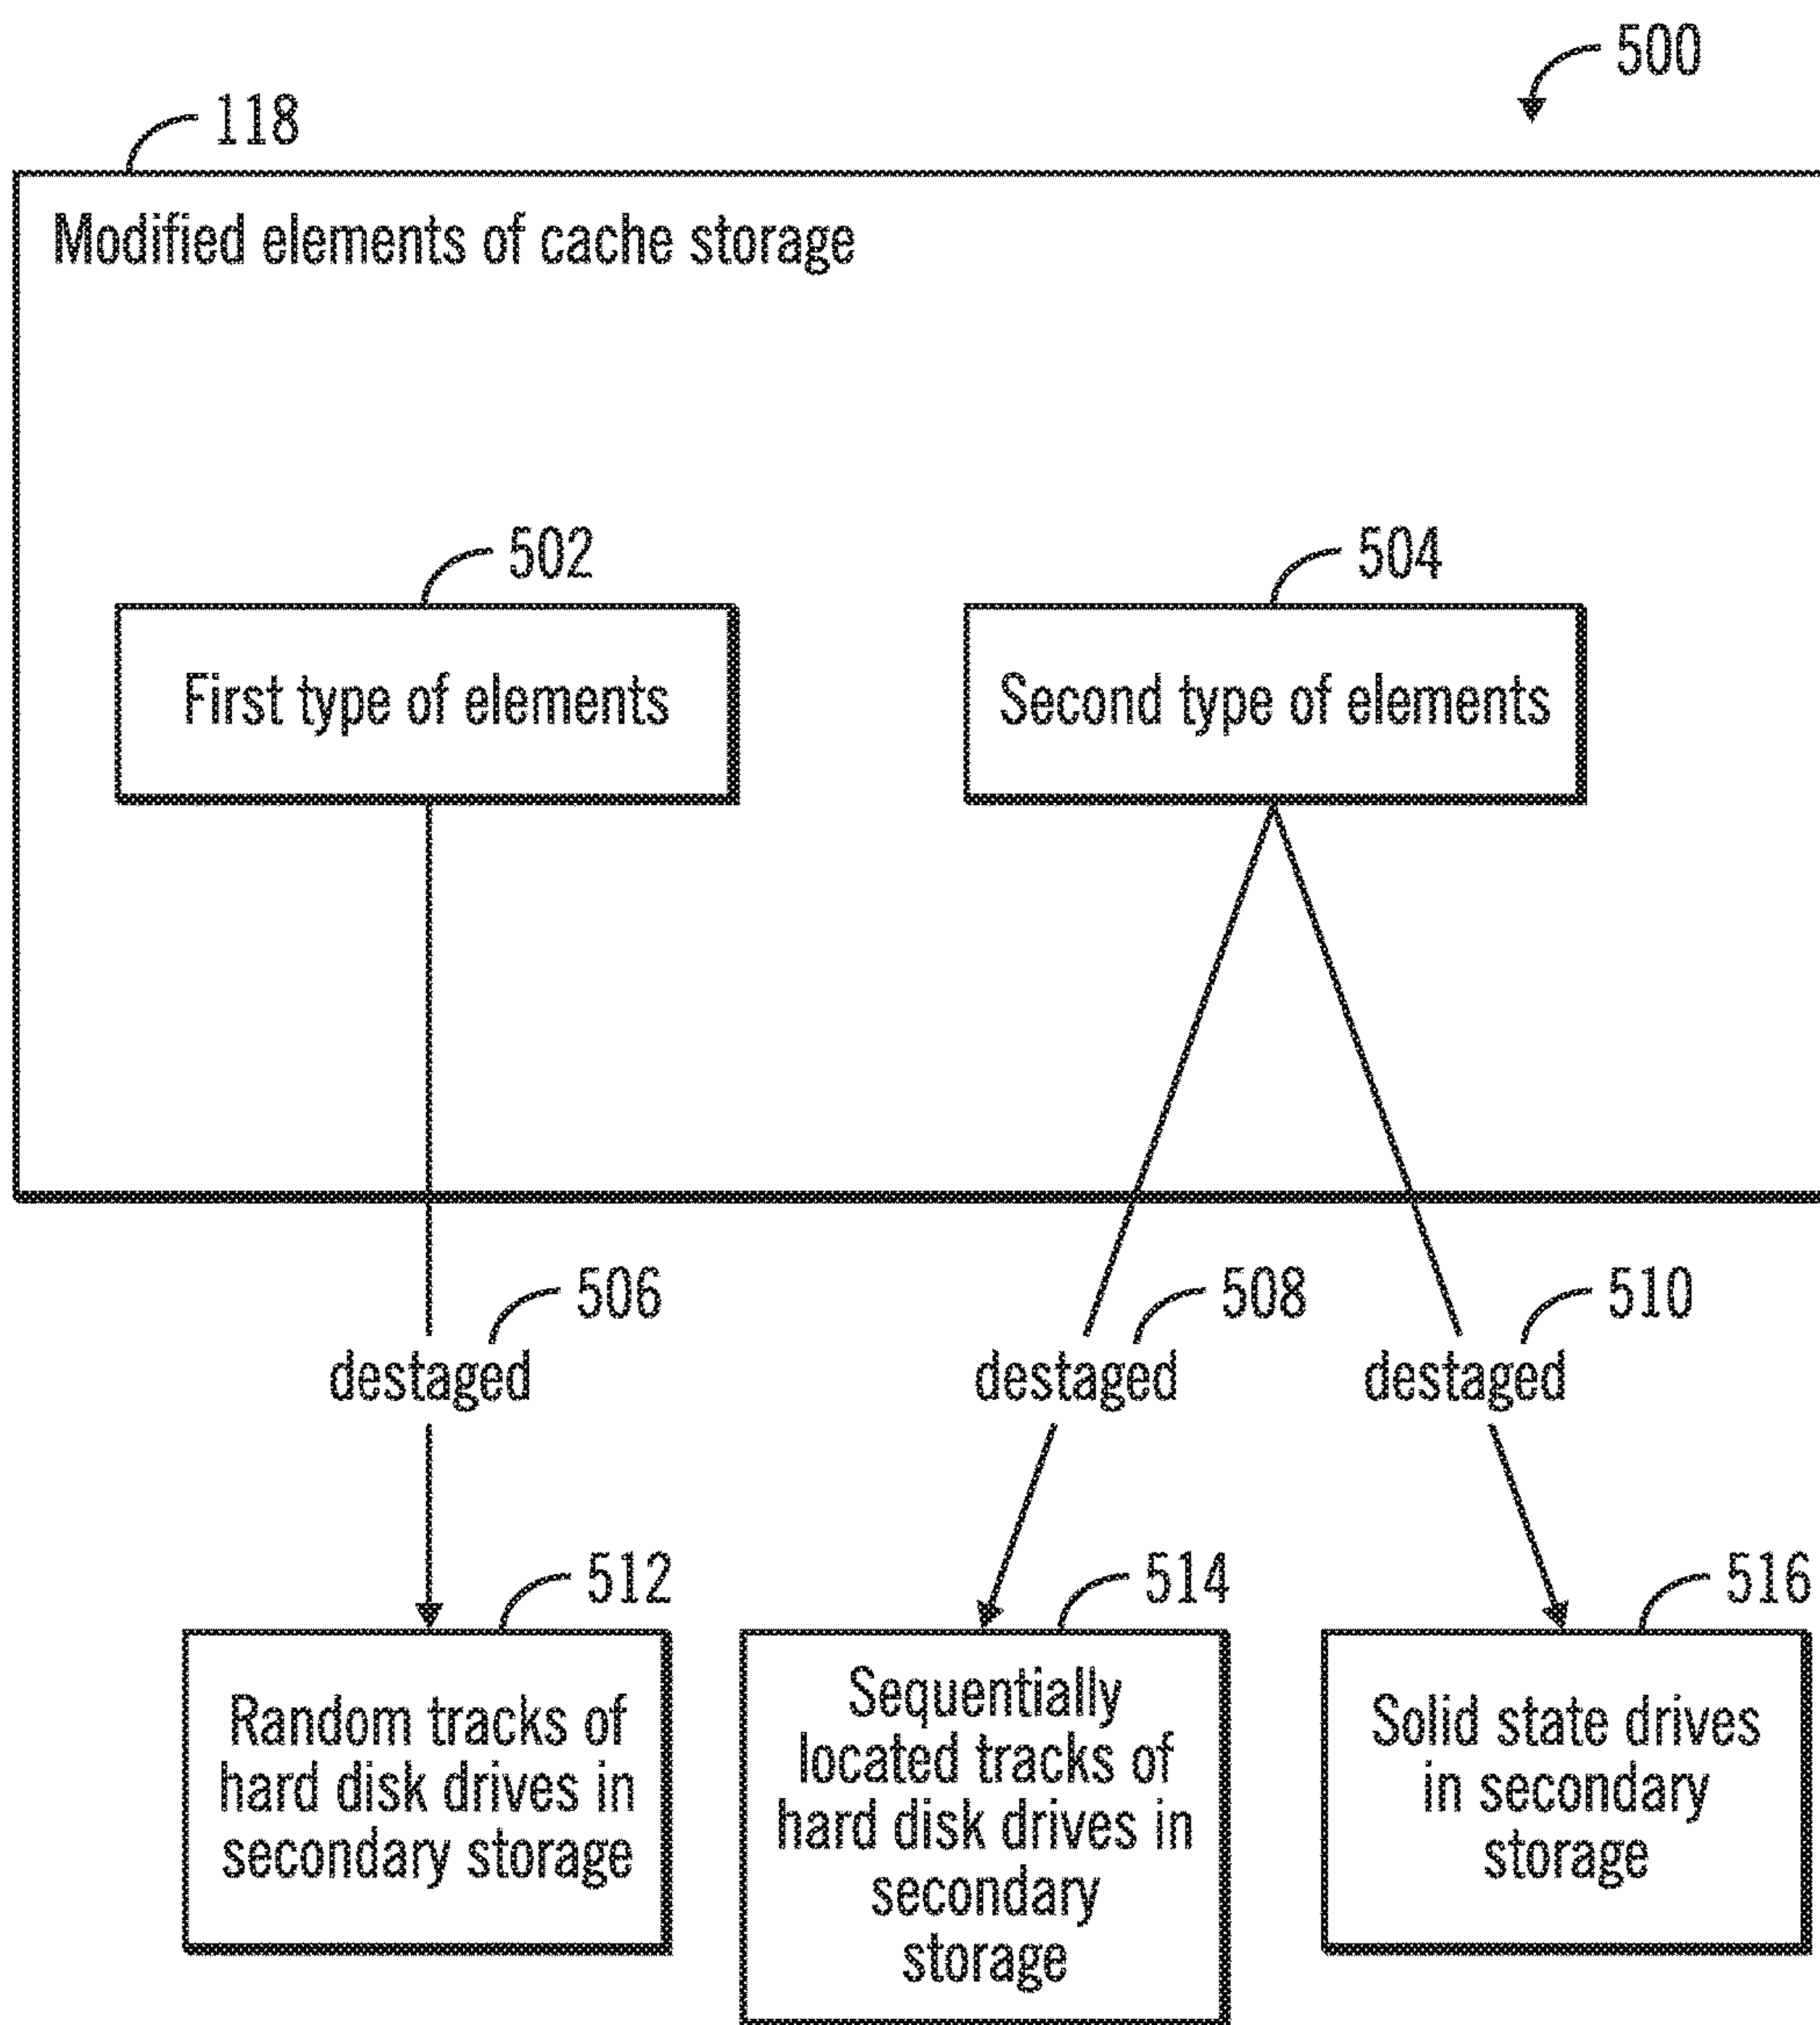 500
118
Modified elements of cache storage
502
504
First type of elements
Second type of elements
506
508
510
destaged
destaged
destaged
512
514
516
Random tracks of
hard disk drives in
secondary storage
Sequentially
located tracks of
hard disk drives in
secondary
storage
Solid state drives
in secondary
storage